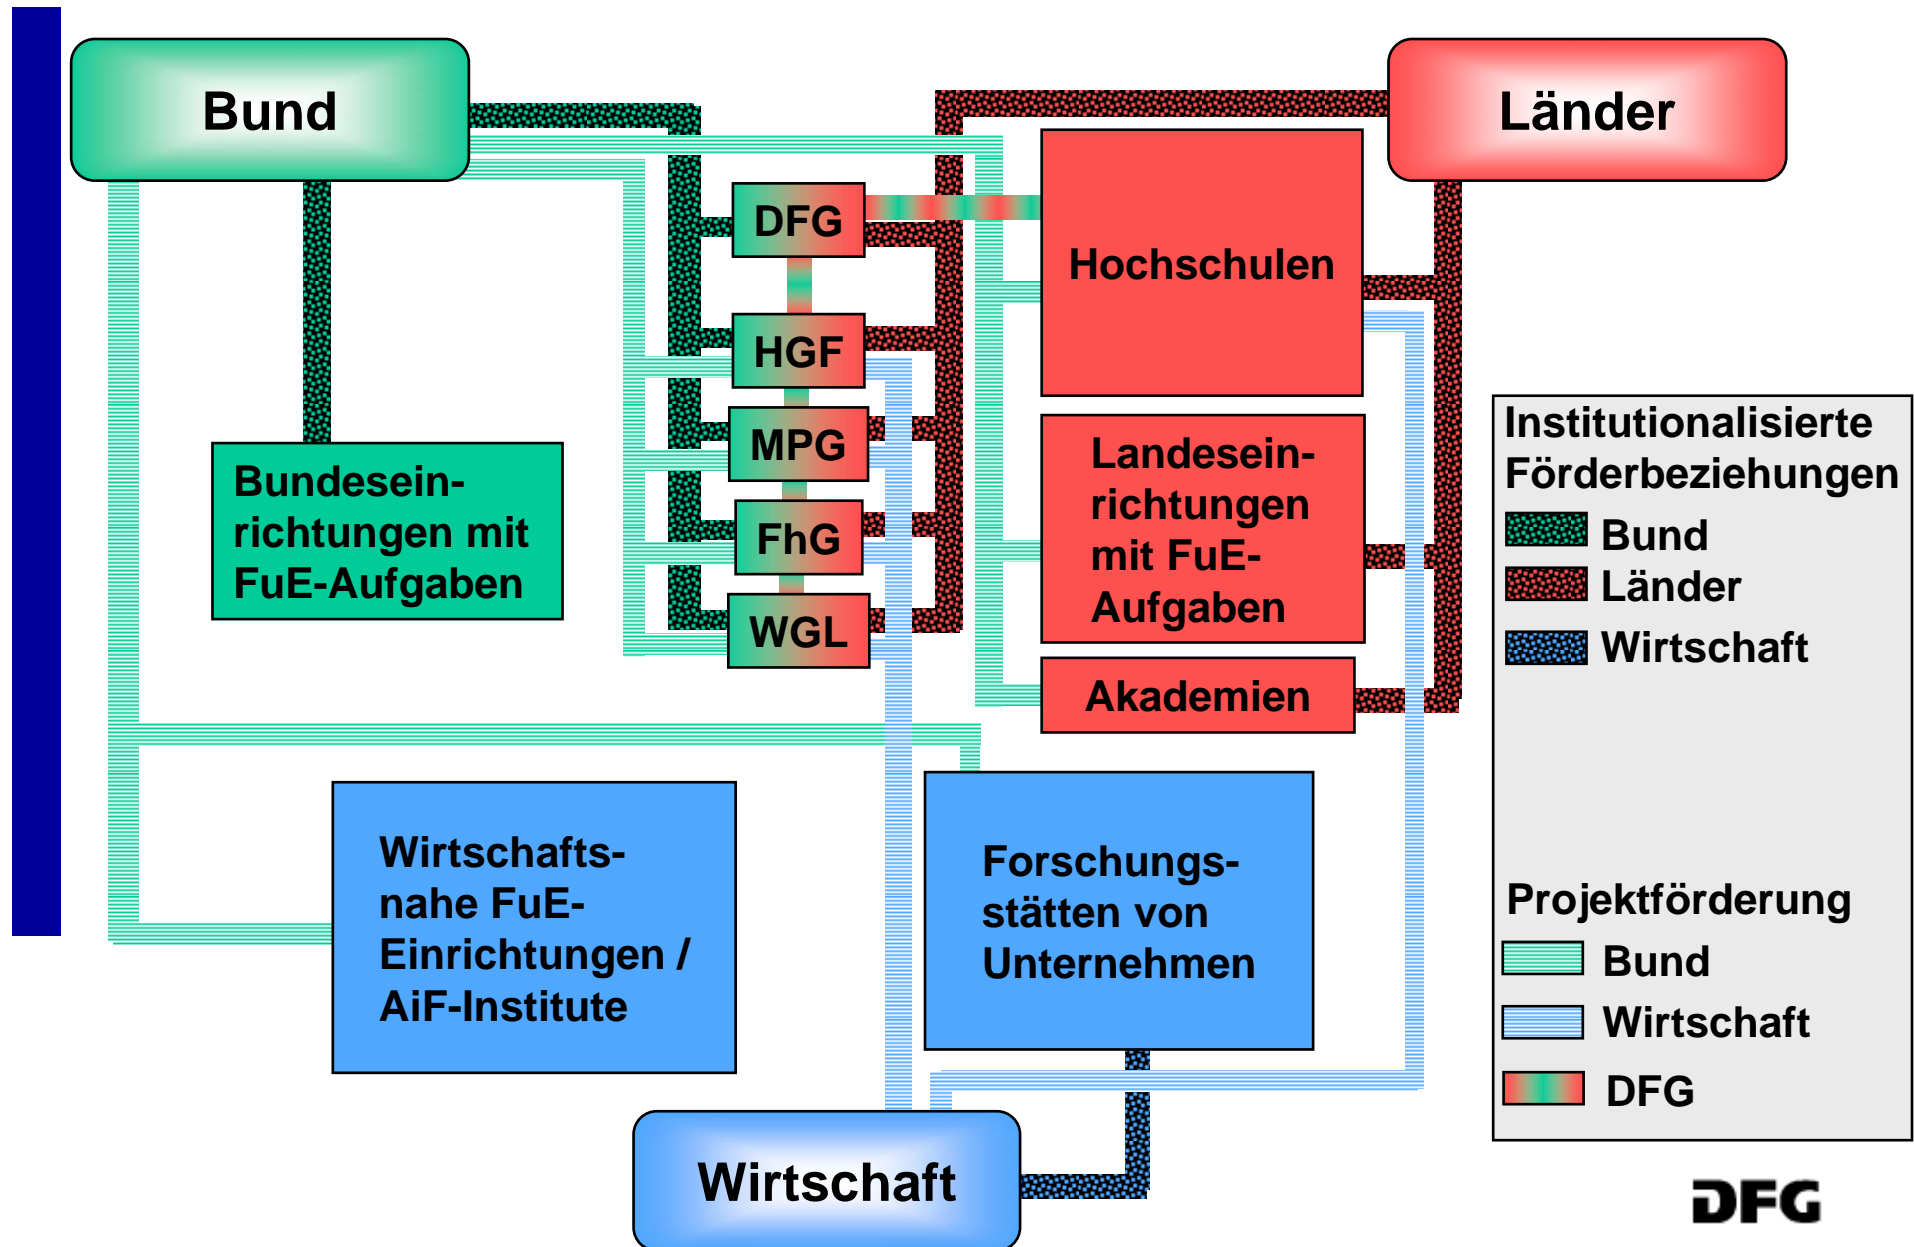 Bund
Länder
DFG
HGF
MPG
FhG
WGL
Hochschulen
Bundesein-
richtungen mit
FuE-Aufgaben
Landesein-
richtungen
mit FuE-
Aufgaben
Akademien
Wirtschafts-
nahe FuE-
Einrichtungen /
AiF-Institute
Forschungs-
stätten von
Unternehmen
Wirtschaft
Institutionalisierte
Förderbeziehungen
Bund
Länder
Wirtschaft
Projektförderung
Bund
Wirtschaft
DFG
DFG